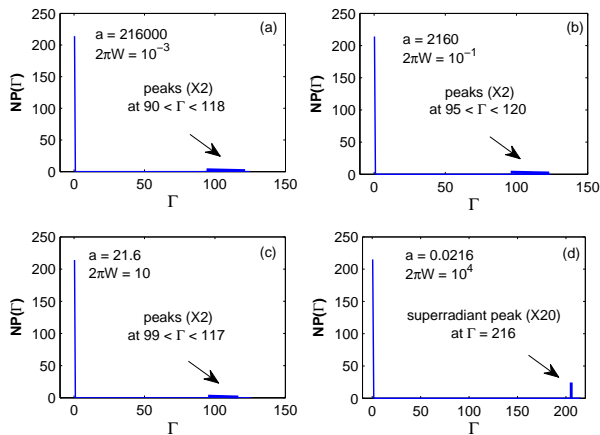 250
200
150
100
50
0
NP(Γ)
a = 216000
2πW = 10⁻³
(a)
peaks (X2)
at 90 < Γ < 118
0 50 100 150
Γ
250
200
150
100
50
0
NP(Γ)
a = 2160
2πW = 10⁻¹
(b)
peaks (X2)
at 95 < Γ < 120
0 50 100 150
Γ
250
200
150
100
50
0
NP(Γ)
a = 21.6
2πW = 10
(c)
peaks (X2)
at 99 < Γ < 117
0 50 100 150
Γ
250
200
150
100
50
0
NP(Γ)
a = 0.0216
2πW = 10⁴
(d)
superradiant peak (X20)
at Γ = 216
0 50 100 150 200
Γ